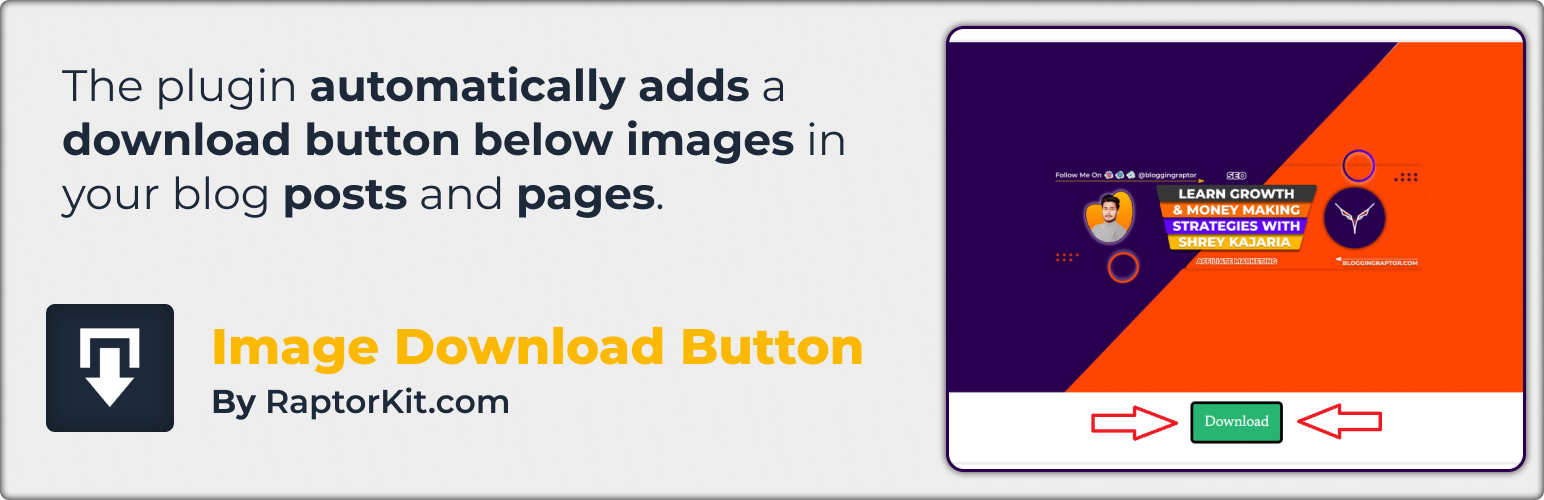 The plugin automatically adds a
download button below images in
your blog posts and pages.
Image Download Button
By RaptorKit.com
Follow Me On @bloggingraptor
SEO
LEARN GROWTH
& MONEY MAKING
STRATEGIES WITH
SHREY KAJARIA
AFFILIATE MARKETING
BLOGGINGRAPTOR.COM
Download